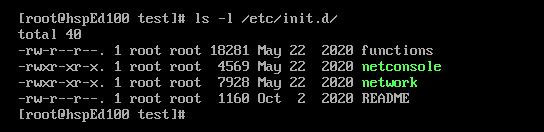 [root@hspEd100 test]# ls -l /etc/init.d/
total 40
-rw-r--r--. 1 root root 18281 May 22  2020 functions
-rwxr-xr-x. 1 root root  4569 May 22  2020 netconsole
-rwxr-xr-x. 1 root root  7928 May 22  2020 network
-rw-r--r--. 1 root root  1160 Oct  2  2020 README
[root@hspEd100 test]#